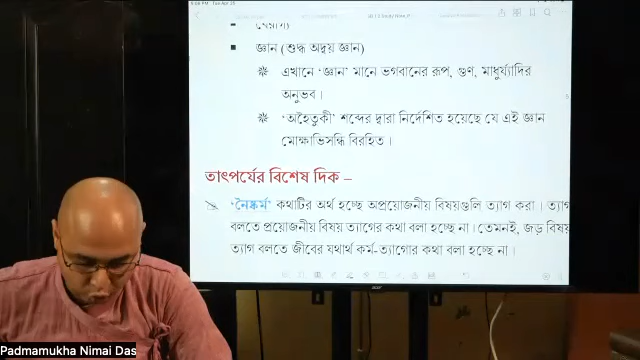 জ্ঞান (শুদ্ধ অদ্বয় জ্ঞান)
এখানে ‘জ্ঞান’ মানে ভগবানের রূপ, গুণ, মাধুর্য্যাদির
অনুভব।
‘অহৈতুকী’ শব্দের দ্বারা নির্দেশিত হয়েছে যে এই জ্ঞান
মোক্ষাভিসন্ধি বিরহিত।
তাৎপর্যের বিশেষ দিক –
‘নৈষ্কর্ম’ কথাটির অর্থ হচ্ছে অপ্রয়োজনীয় বিষয়গুলি ত্যাগ করা। ত্যাগ
বলতে প্রয়োজনীয় বিষয় ত্যাগের কথা বলা হচ্ছে না। তেমনই, জড় বিষয়
ত্যাগ বলতে জীবের যথার্থ কর্ম-ত্যাগের কথা বলা হচ্ছে না।
Padmamukha Nimai Das